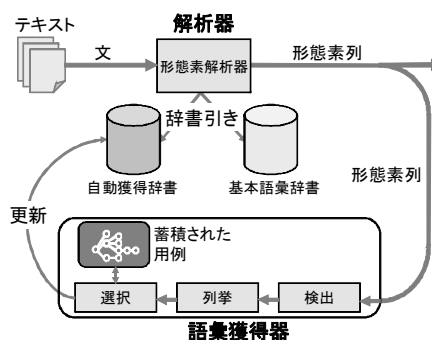 解析器
テキスト
文
形態素解析器
形態素列
辞書引き
自動獲得辞書
基本語彙辞書
形態素列
更新
蓄積された
用例
選択
列挙
検出
語彙獲得器